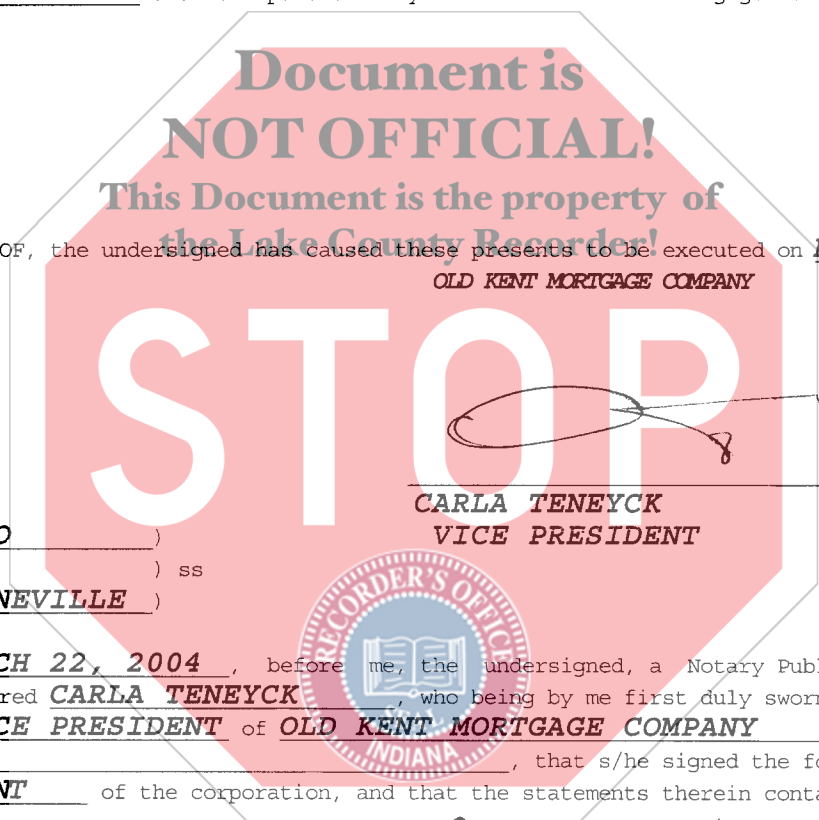 Document is
NOT OFFICIAL!
This Document is the property of
the Lake County Recorder!
OF, the undersigned has caused these presents to be executed on
OLD KENT MORTGAGE COMPANY
STOP
CARLA TENEYCK
O )
VICE PRESIDENT
) ss
NEVILLE )
RECORDER'S OFFICE
CH 22, 2004 , before me, the undersigned, a Notary Publ
red CARLA TENEYCK , who being by me first duly sworn
SEAL
CE PRESIDENT of OLD KENT MORTGAGE COMPANY
INDIANA
, that s/he signed the fo
NT of the corporation, and that the statements therein conta